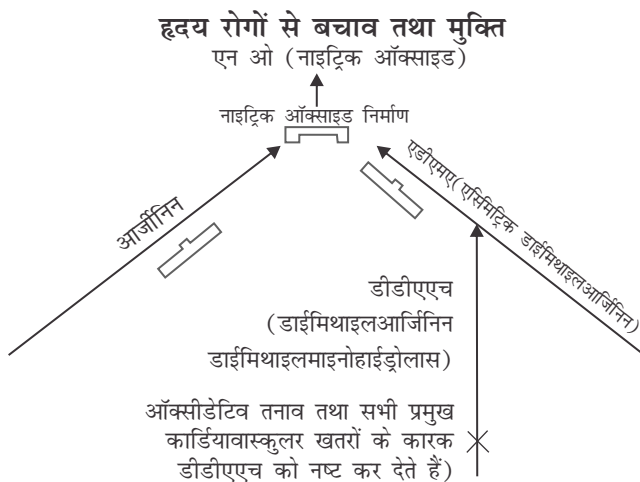 हृदय रोगों से बचाव तथा मुक्ति
एन ओ (नाइट्रिक ऑक्साइड)
नाइट्रिक ऑक्साइड निर्माण
आर्जीनिन
एडीएमए(एसिमिट्रिक डाईमिथाइलआर्जिनिन)
डीडीएएच
(डाईमिथाइलआर्जिनिन
डाईमिथाइलमाइनोहाईड्रोलास)
ऑक्सीडेटिव तनाव तथा सभी प्रमुख
कार्डियावास्कुलर खतरों के कारक
डीडीएएच को नष्ट कर देते हैं)